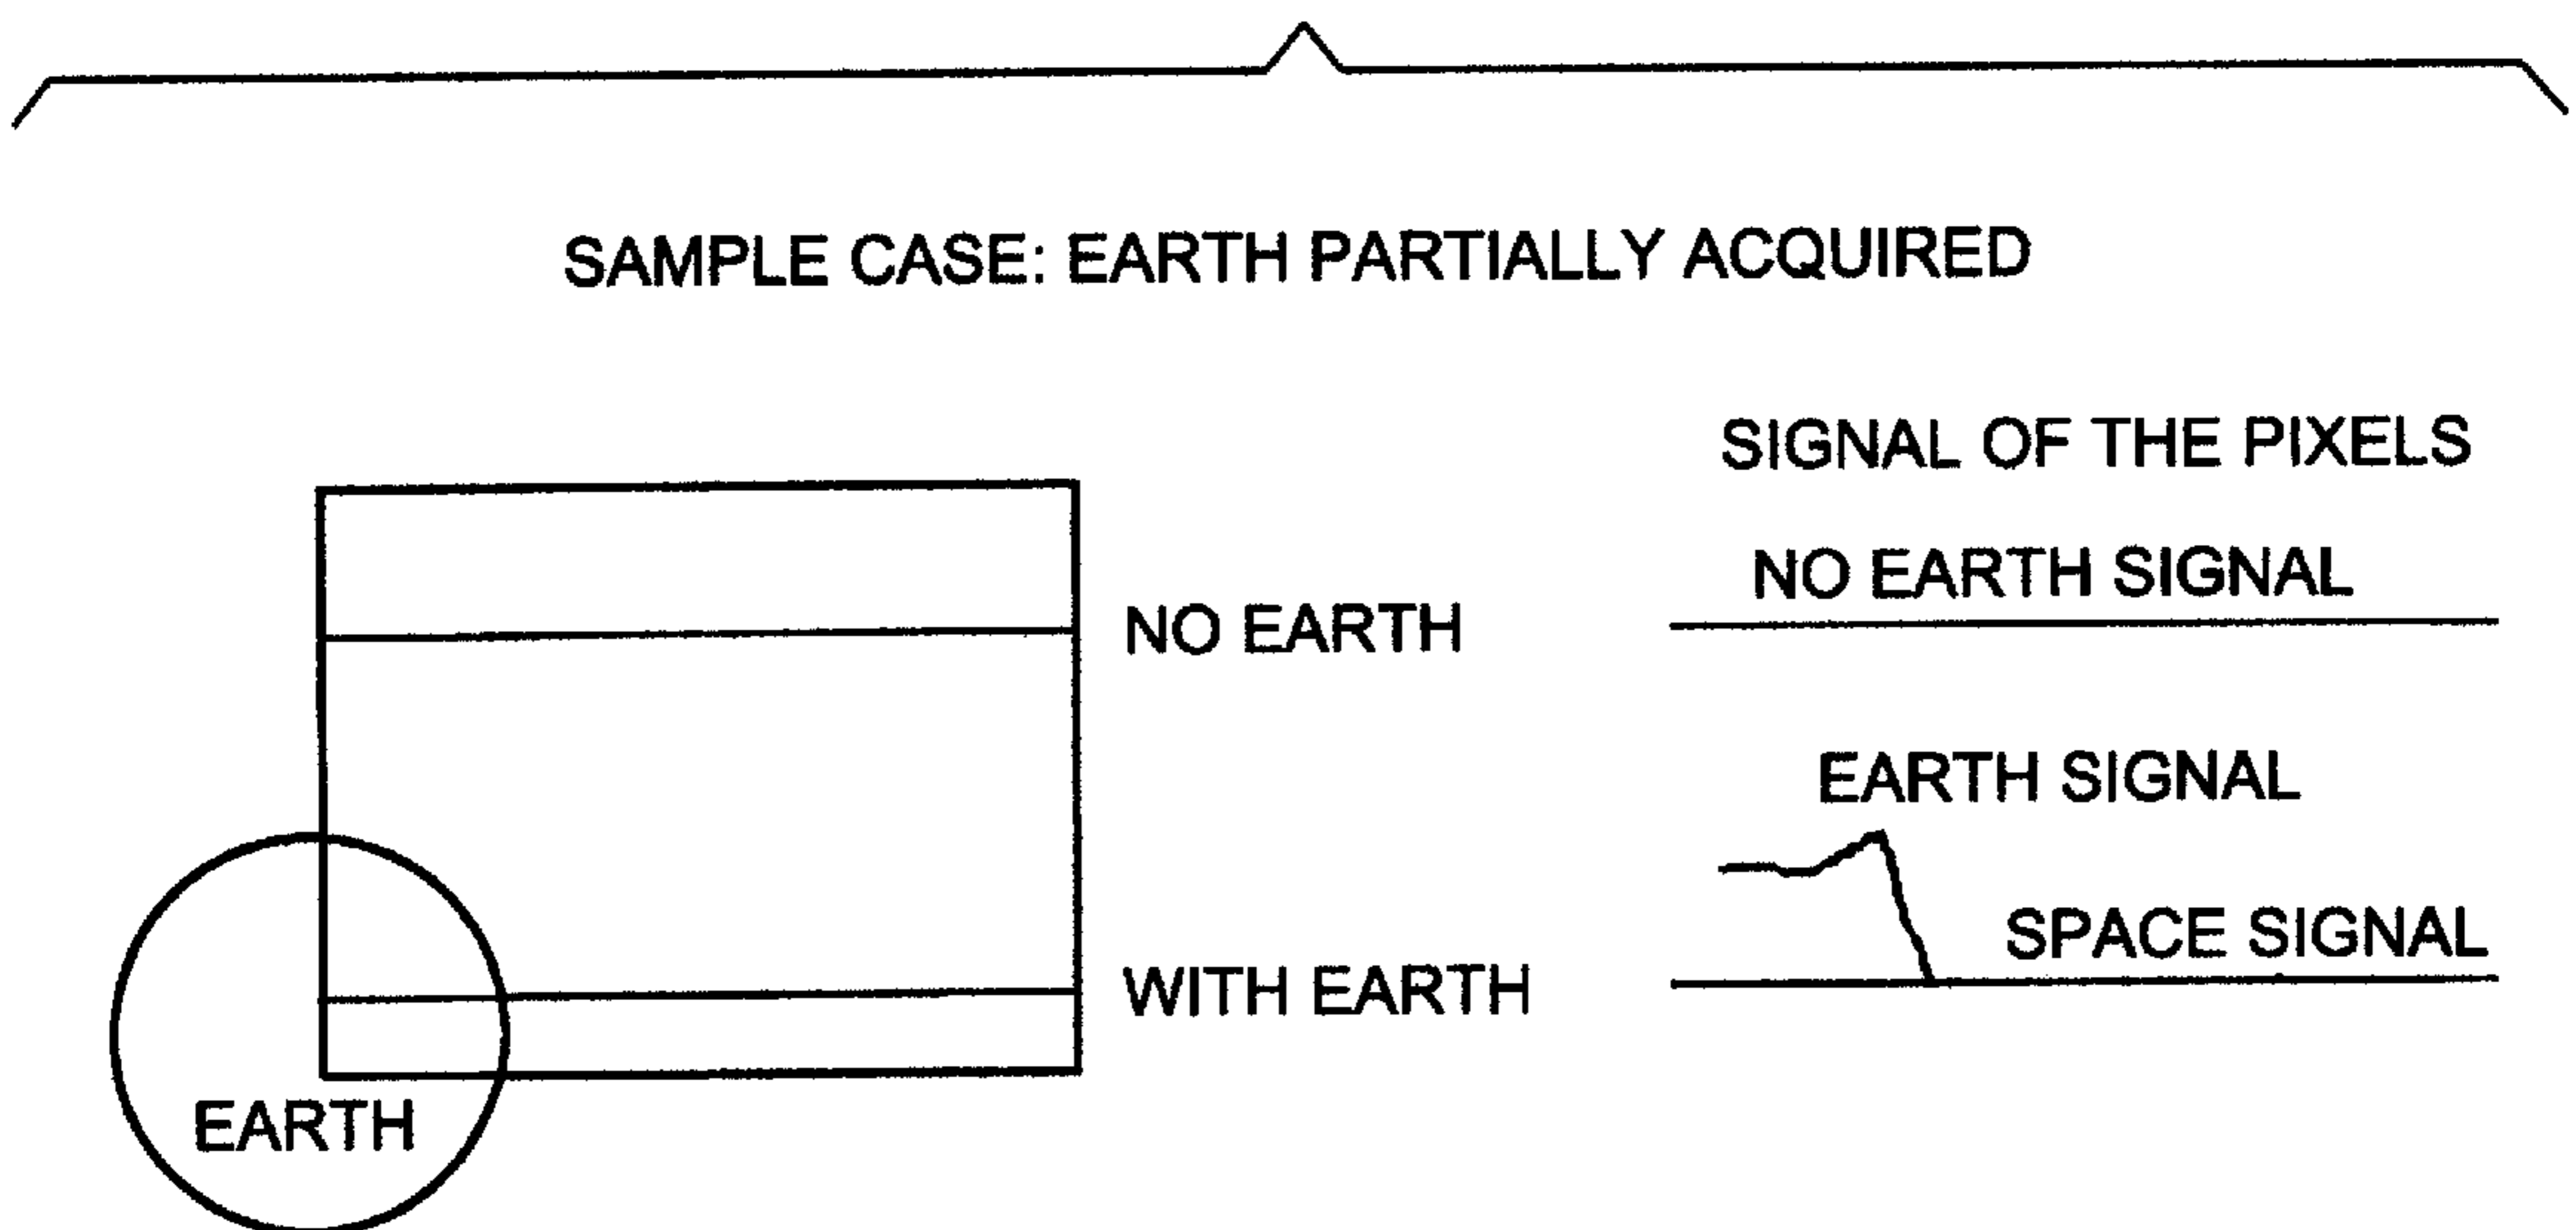 SAMPLE CASE: EARTH PARTIALLY ACQUIRED
SIGNAL OF THE PIXELS
NO EARTH SIGNAL
NO EARTH
EARTH SIGNAL
SPACE SIGNAL
WITH EARTH
EARTH